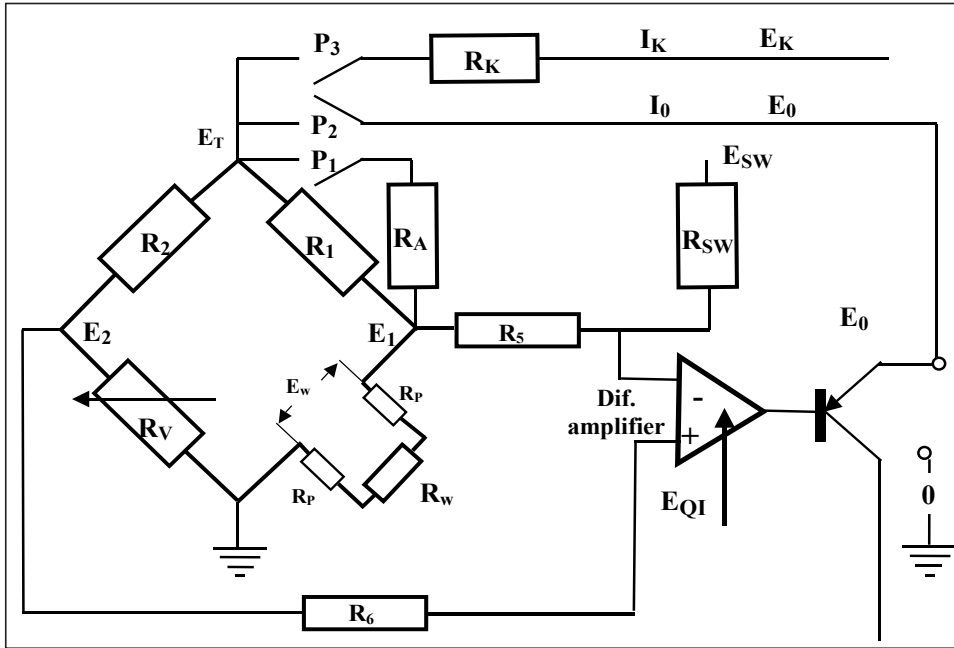 P3 RK IK EK
P2 I0 E0
ET
P1
ESW
R2 R1 RA RSW
E2 E1 R5 E0
Ew
RP
Dif.
amplifier
-
+
RV
RP Rw
EQI
0
R6